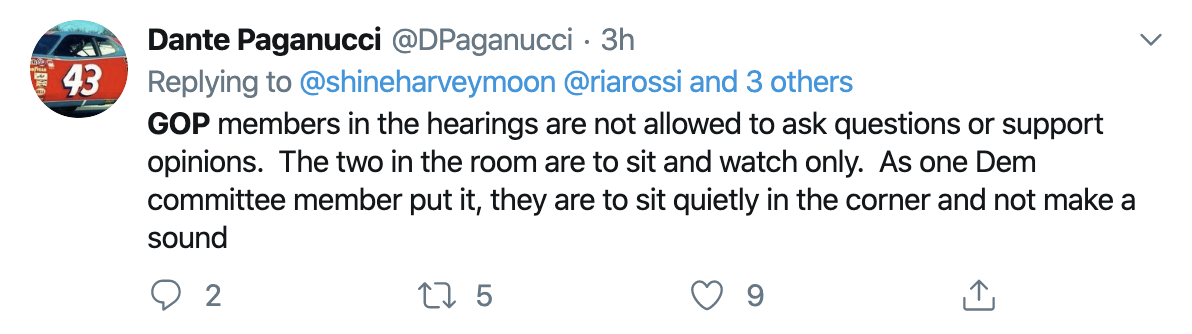 Dante Paganucci @DPaganucci · 3h
Replying to @shineharveymoon @riarossi and 3 others
GOP members in the hearings are not allowed to ask questions or support
opinions.  The two in the room are to sit and watch only.  As one Dem
committee member put it, they are to sit quietly in the corner and not make a
sound
2 5 9
43